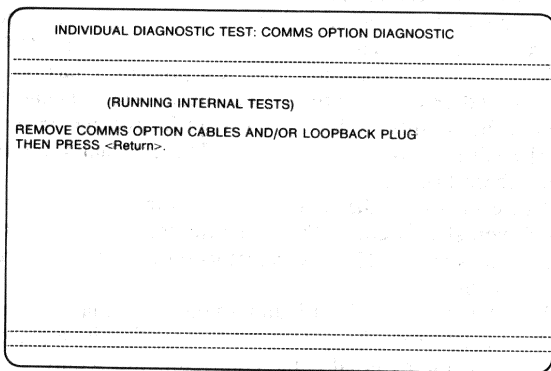 INDIVIDUAL DIAGNOSTIC TEST: COMMS OPTION DIAGNOSTIC
(RUNNING INTERNAL TESTS)
REMOVE COMMS OPTION CABLES AND/OR LOOPBACK PLUG
THEN PRESS <Return>.